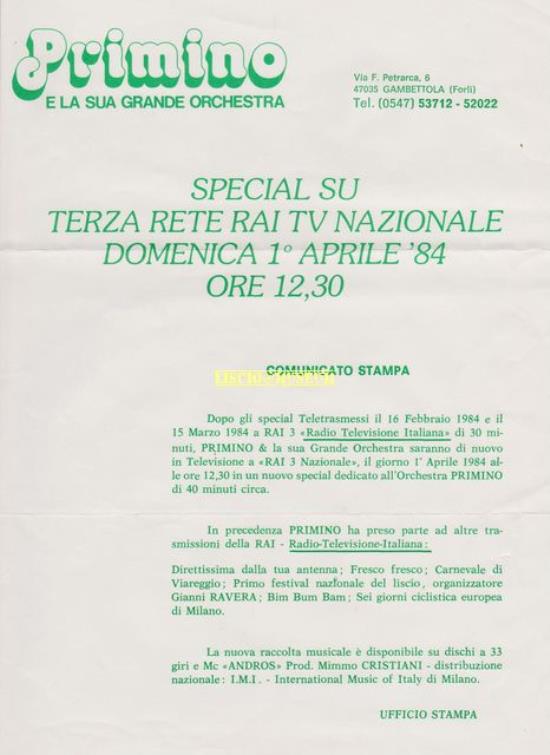 Primino
E LA SUA GRANDE ORCHESTRA
Via F. Petrarca, 6
47035 GAMBETTOLA (Forlì)
Tel. (0547) 53712 - 52022
SPECIAL SU
TERZA RETE RAI TV NAZIONALE
DOMENICA 1º APRILE '84
ORE 12,30
COMUNICATO STAMPA
Dopo gli special Teletrasmessi il 16 Febbraio 1984 e il
15 Marzo 1984 a RAI 3 «Radio Televisione Italiana» di 30 mi-
nuti, PRIMINO & la sua Grande Orchestra saranno di nuovo
in Televisione a «RAI 3 Nazionale», il giorno 1' Aprile 1984 al-
le ore 12,30 in un nuovo special dedicato all'Orchestra PRIMINO
di 40 minuti circa.
In precedenza PRIMINO ha preso parte ad altre tra-
smissioni della RAI - Radio-Televisione-Italiana:
Direttissima dalla tua antenna; Fresco fresco; Carnevale di
Viareggio; Primo festival nazionale del liscio, organizzatore
Gianni RAVERA; Bim Bum Bam; Sei giorni ciclistica europea
di Milano.
La nuova raccolta musicale è disponibile su dischi a 33
giri e Mc «ANDROS» Prod. Mimmo CRISTIANI - distribuzione
nazionale: I.M.I. - International Music of Italy di Milano.
UFFICIO STAMPA